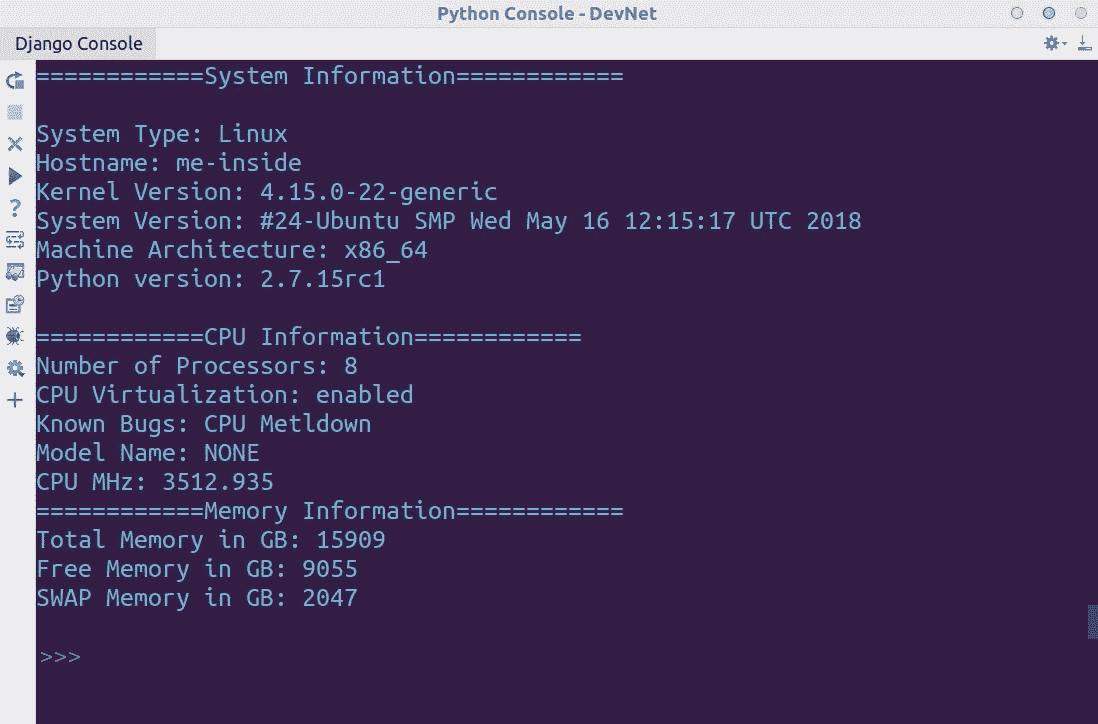 Python Console - DevNet
Django Console
============System Information============
System Type: Linux
Hostname: me-inside
Kernel Version: 4.15.0-22-generic
System Version: #24-Ubuntu SMP Wed May 16 12:15:17 UTC 2018
Machine Architecture: x86_64
Python version: 2.7.15rc1
============CPU Information============
Number of Processors: 8
CPU Virtualization: enabled
Known Bugs: CPU Metldown
Model Name: NONE
CPU MHz: 3512.935
============Memory Information============
Total Memory in GB: 15909
Free Memory in GB: 9055
SWAP Memory in GB: 2047
>>>